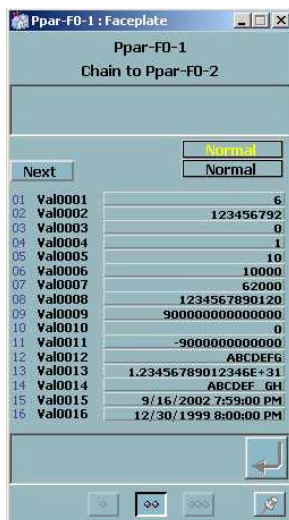 Ppar-F0-1 : Faceplate
Ppar-F0-1
Chain to Ppar-F0-2
Normal
Next Normal
01 Val0001 6
02 Val0002 123456792
03 Val0003 0
04 Val0004 1
05 Val0005 10
06 Val0006 10000
07 Val0007 62000
08 Val0008 1234567890120
09 Val0009 900000000000000
10 Val0010 0
11 Val0011 -9000000000000
12 Val0012 ABCDEFG
13 Val0013 1.23456789012346E+31
14 Val0014 ABCDEF GH
15 Val0015 9/16/2002 7:59:00 PM
16 Val0016 12/30/1999 8:00:00 PM